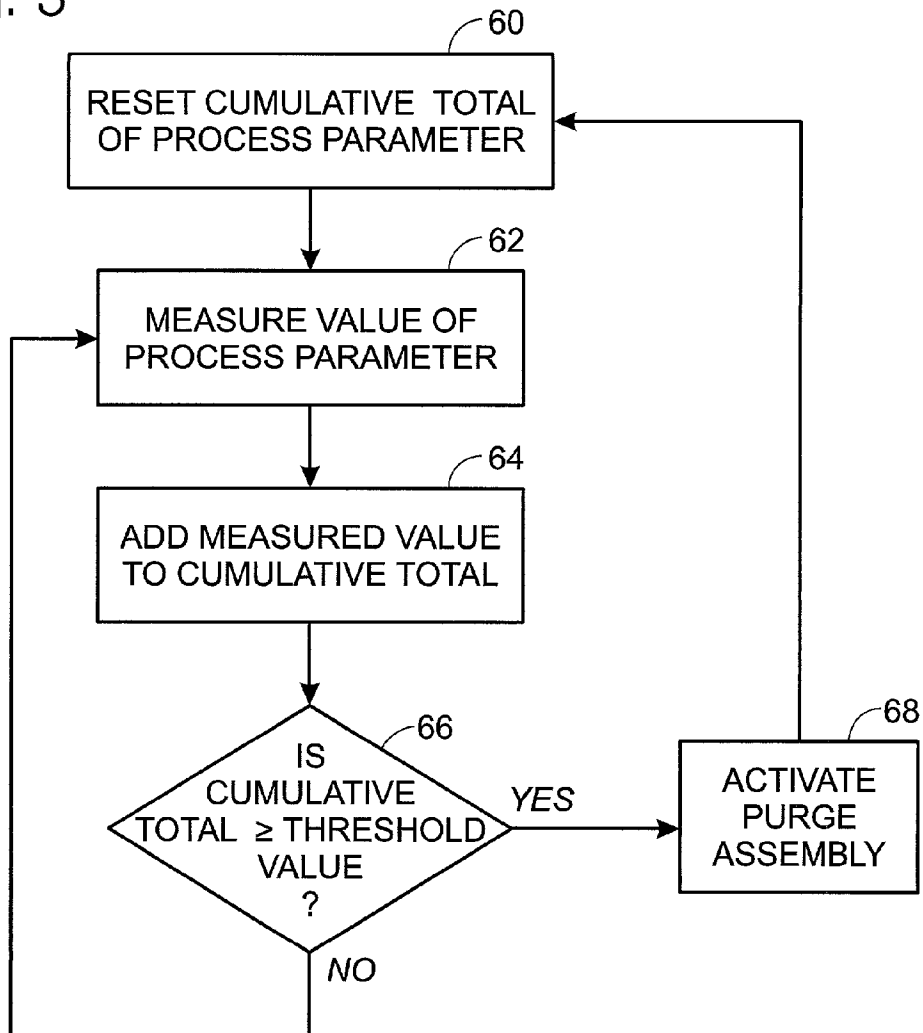 60
RESET CUMULATIVE TOTAL
OF PROCESS PARAMETER
62
MEASURE VALUE OF
PROCESS PARAMETER
64
ADD MEASURED VALUE
TO CUMULATIVE TOTAL
66
IS
CUMULATIVE
TOTAL ≥ THRESHOLD
VALUE
?
YES
68
ACTIVATE
PURGE
ASSEMBLY
NO